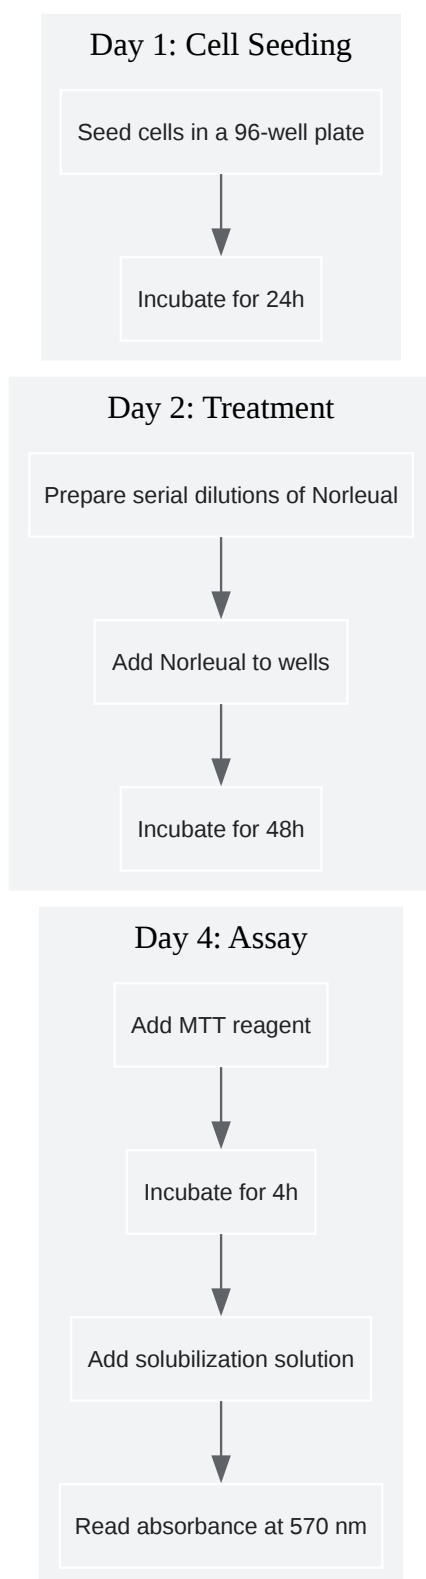 Day 1: Cell Seeding
Seed cells in a 96-well plate
Incubate for 24h
Day 2: Treatment
Prepare serial dilutions of Norleual
Add Norleual to wells
Incubate for 48h
Day 4: Assay
Add MTT reagent
Incubate for 4h
Add solubilization solution
Read absorbance at 570 nm